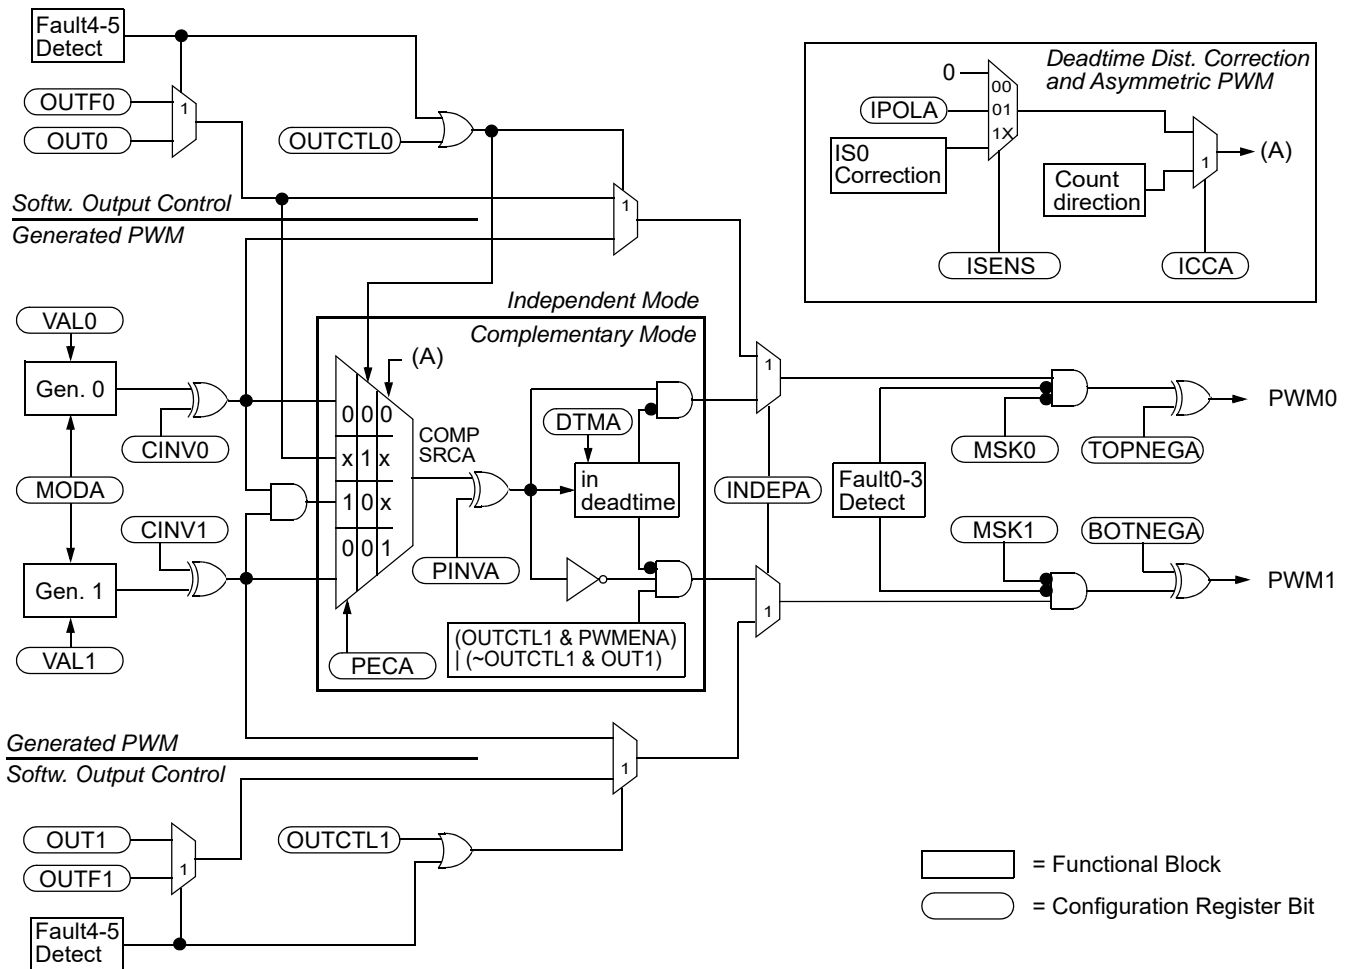 Fault4-5
Detect
OUTF0
1
OUT0
OUTCTL0
Softw. Output Control
Generated PWM
1
Deadtime Dist. Correction
and Asymmetric PWM
0
00
IPOLA
01
1X
IS0
Correction
Count
direction
1
(A)
ISENS
ICCA
Independent Mode
Complementary Mode
VAL0
Gen. 0
CINV0
MODA
CINV1
Gen. 1
VAL1
(A)
0 0 0
x 1 x
1 0 x
0 0 1
COMP
SRCA
PINVA
PECA
DTMA
in
deadtime
(OUTCTL1 & PWMENA)
| (~OUTCTL1 & OUT1)
1
INDEPA
1
Fault0-3
Detect
MSK0
TOPNEGA
PWM0
MSK1
BOTNEGA
PWM1
Generated PWM
Softw. Output Control
1
OUT1
1
OUTF1
OUTCTL1
Fault4-5
Detect
= Functional Block
= Configuration Register Bit